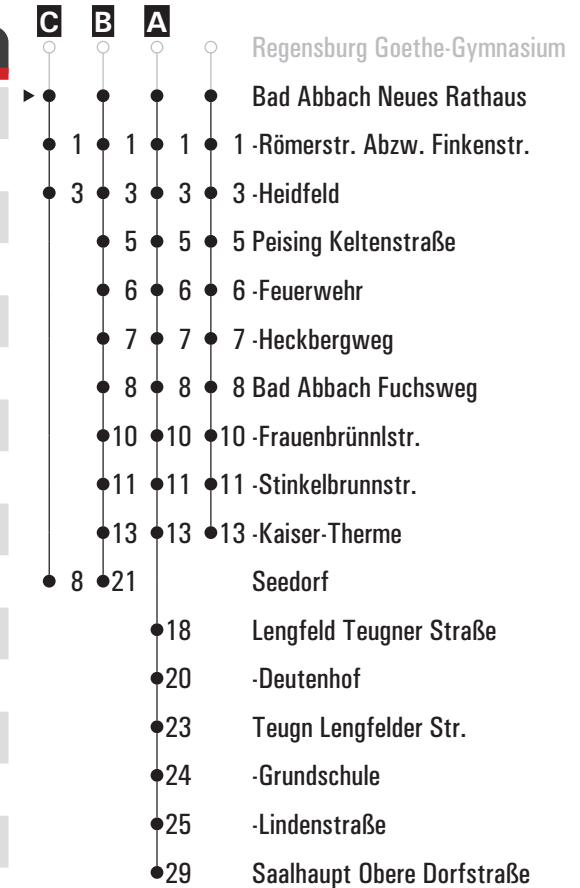 C B A
Regensburg Goethe-Gymnasium
Bad Abbach Neues Rathaus
1 1 1 1 -Römerstr. Abzw. Finkenstr.
3 3 3 3 -Heidfeld
5 5 5 Peising Keltenstraße
6 6 6 -Feuerwehr
7 7 7 -Heckbergweg
8 8 8 Bad Abbach Fuchsweg
10 10 10 -Frauenbrünnlstr.
11 11 11 -Stinkelbrunnstr.
13 13 13 -Kaiser-Therme
8 21 Seedorf
18 Lengfeld Teugner Straße
20 -Deutenhof
23 Teugn Lengfelder Str.
24 -Grundschule
25 -Lindenstraße
29 Saalhaupt Obere Dorfstraße